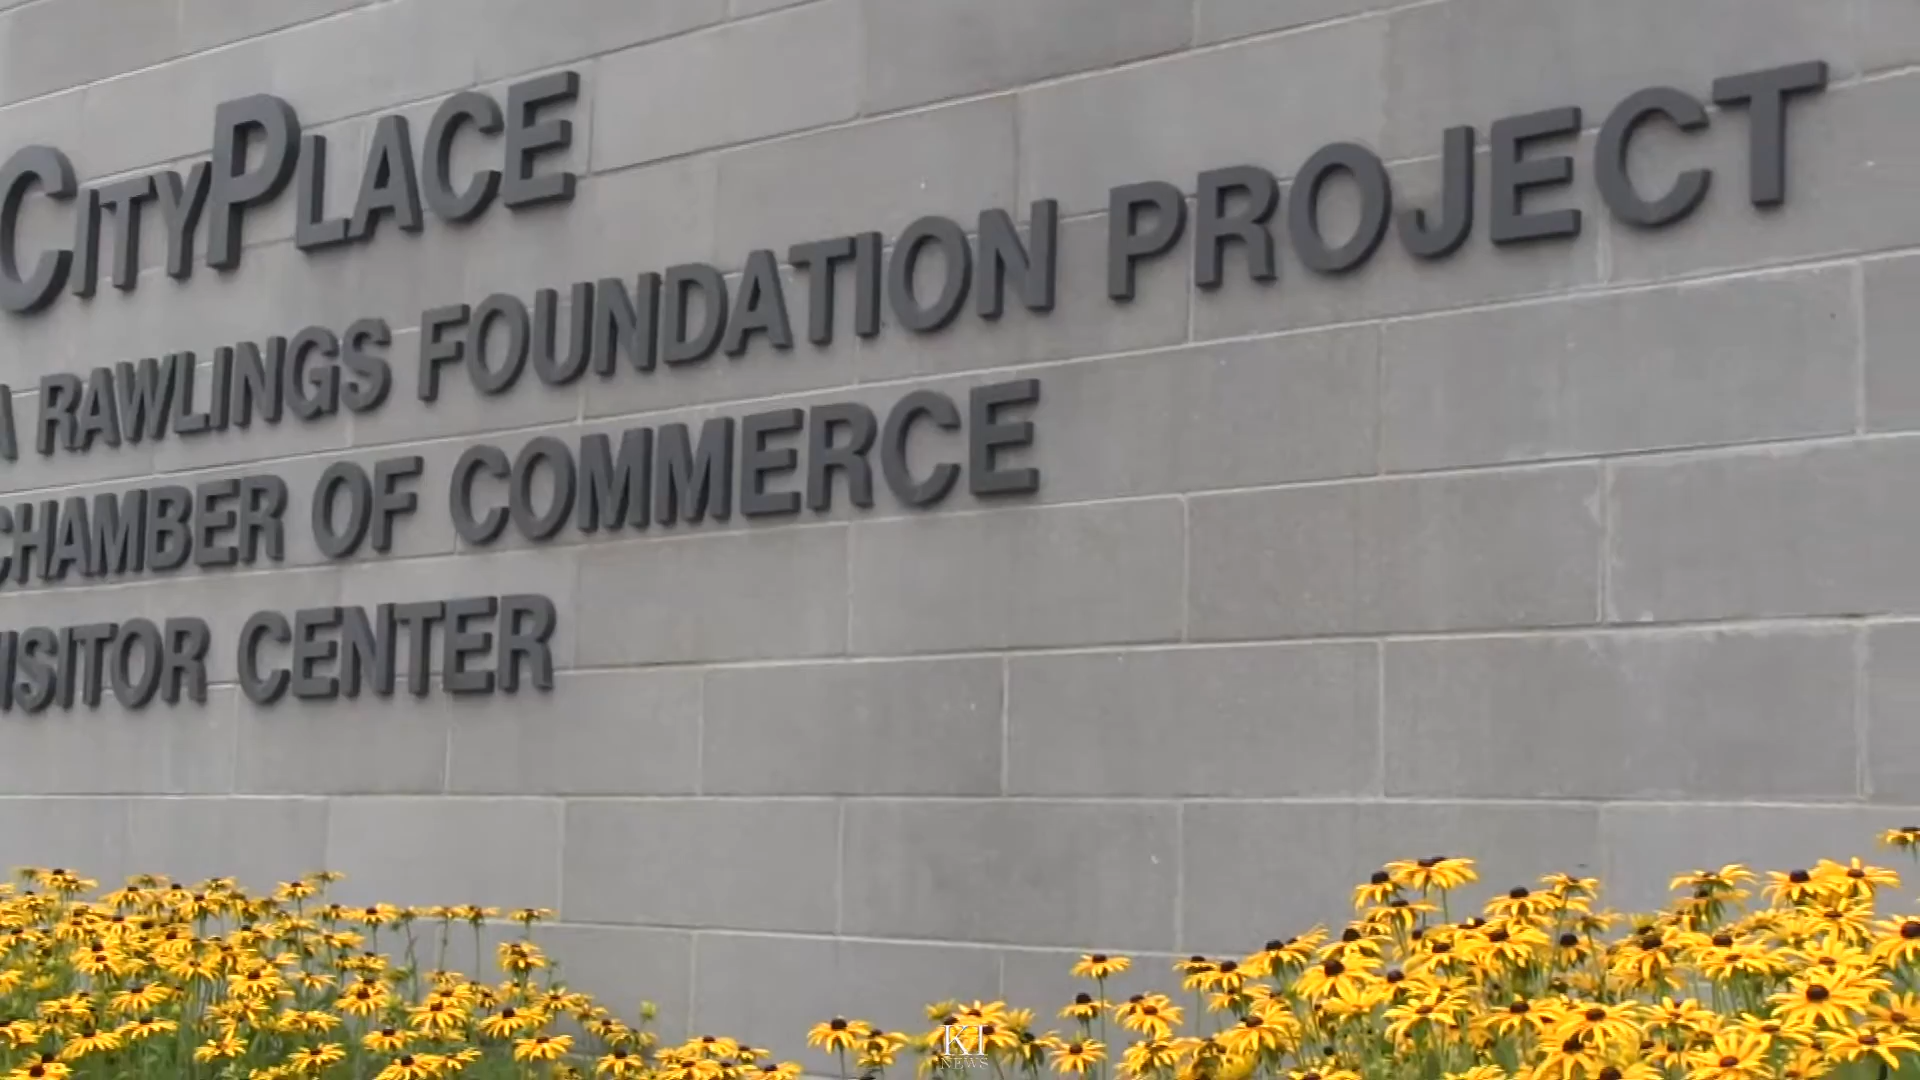 CITYPLACE
A RAWLINGS FOUNDATION PROJECT
CHAMBER OF COMMERCE
ISITOR CENTER
KI
NEWS